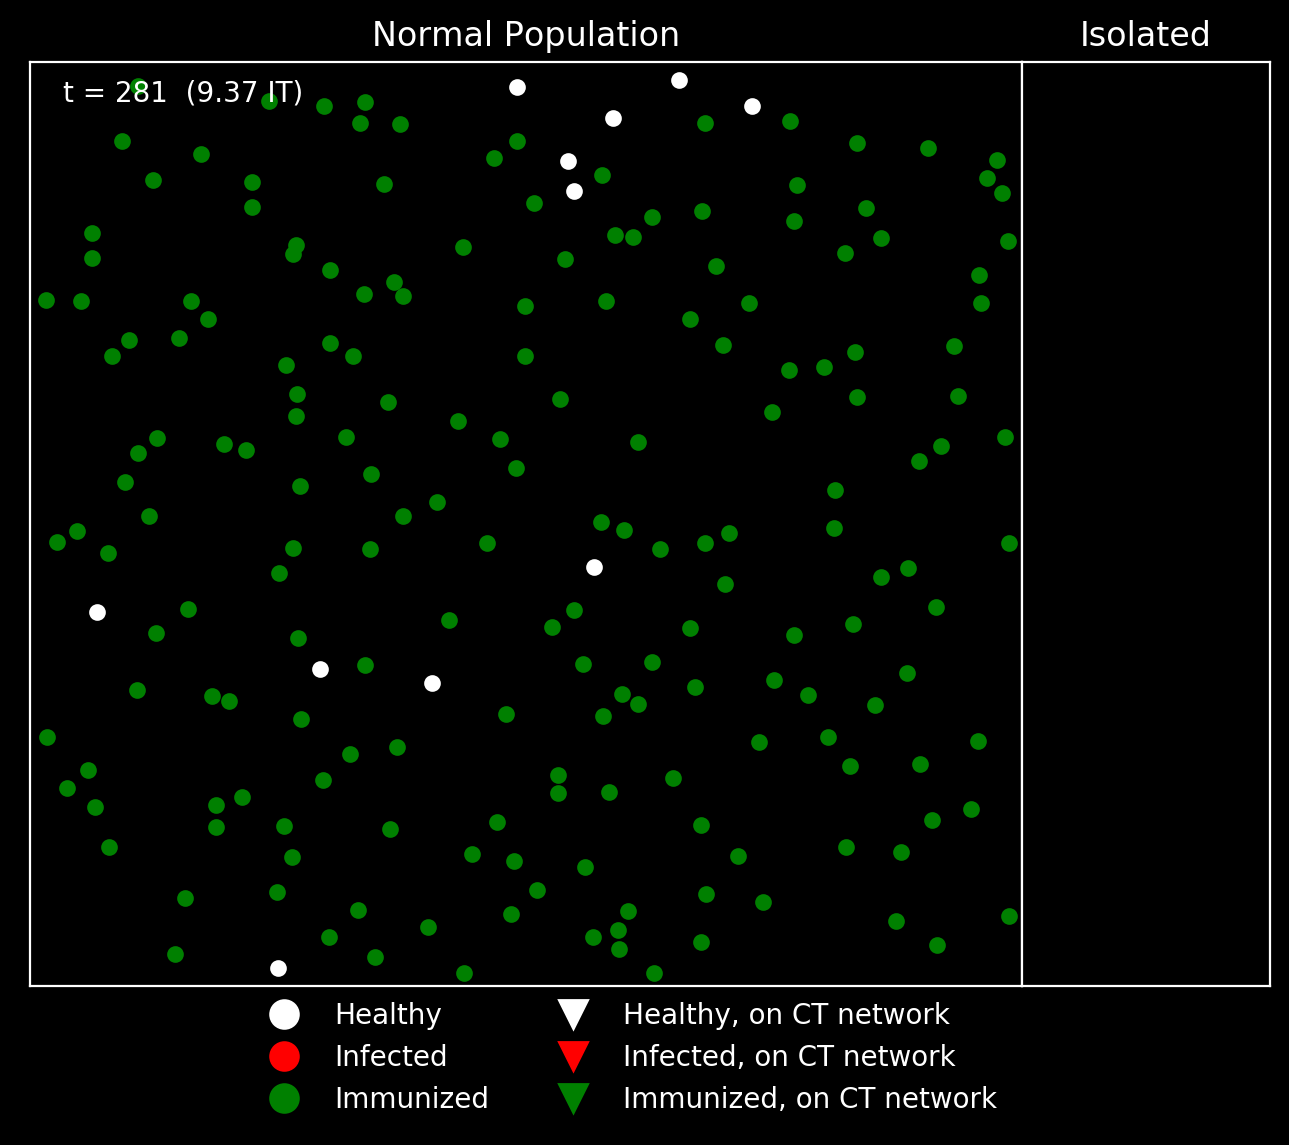 Normal Population
Isolated
t = 281  (9.37 IT)
Healthy
Infected
Immunized
Healthy, on CT network
Infected, on CT network
Immunized, on CT network